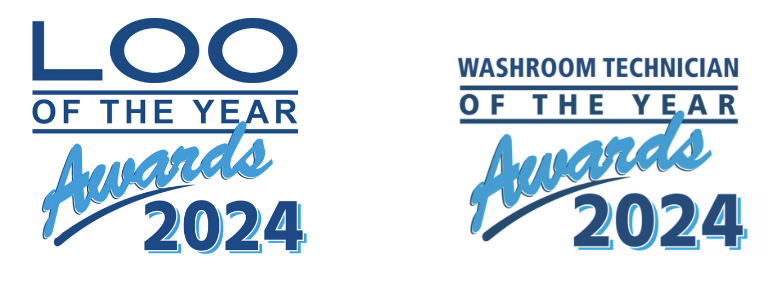 LOO
OF THE YEAR
Awards
2024
WASHROOM TECHNICIAN
OF THE YEAR
Awards
2024